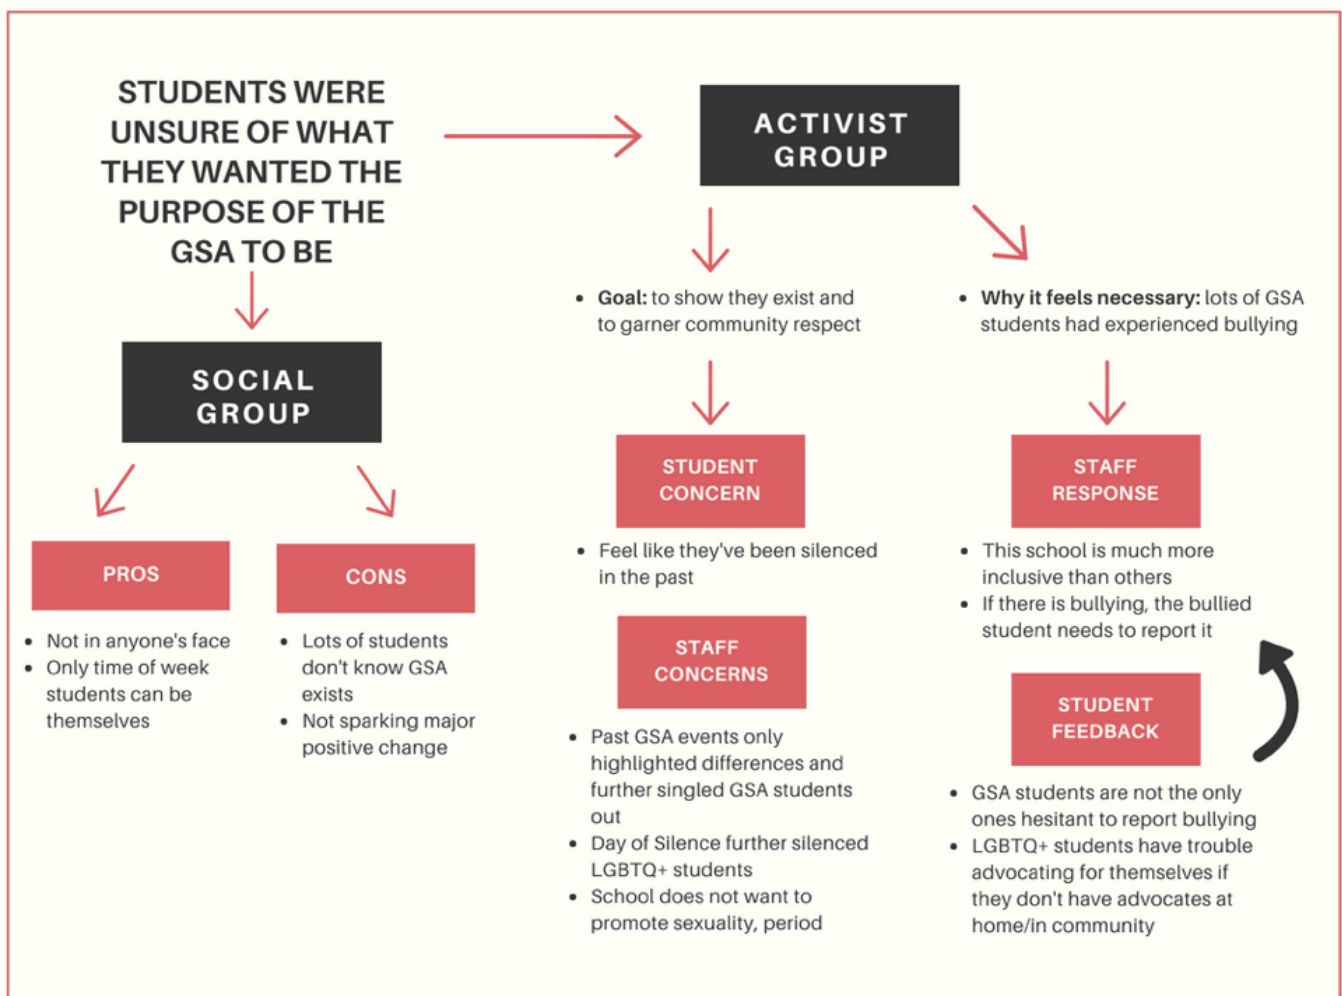 STUDENTS WERE
UNSURE OF WHAT
THEY WANTED THE
PURPOSE OF THE
GSA TO BE
SOCIAL
GROUP
PROS
• Not in anyone's face
• Only time of week
students can be
themselves
CONS
• Lots of students
don't know GSA
exists
• Not sparking major
positive change
ACTIVIST
GROUP
• Goal: to show they exist and
to garner community respect
STUDENT
CONCERN
• Feel like they've been silenced
in the past
STAFF
CONCERNS
• Past GSA events only
highlighted differences and
further singled GSA students
out
• Day of Silence further silenced
LGBTQ+ students
• School does not want to
promote sexuality, period
• Why it feels necessary: lots of GSA
students had experienced bullying
STAFF
RESPONSE
• This school is much more
inclusive than others
• If there is bullying, the bullied
student needs to report it
STUDENT
FEEDBACK
• GSA students are not the only
ones hesitant to report bullying
• LGBTQ+ students have trouble
advocating for themselves if
they don't have advocates at
home/in community